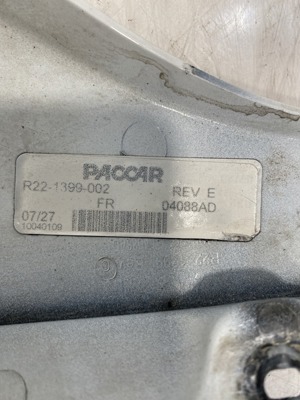 PACCAR
R22-1399-002 REV E
FR 04088AD
07/27
10040109